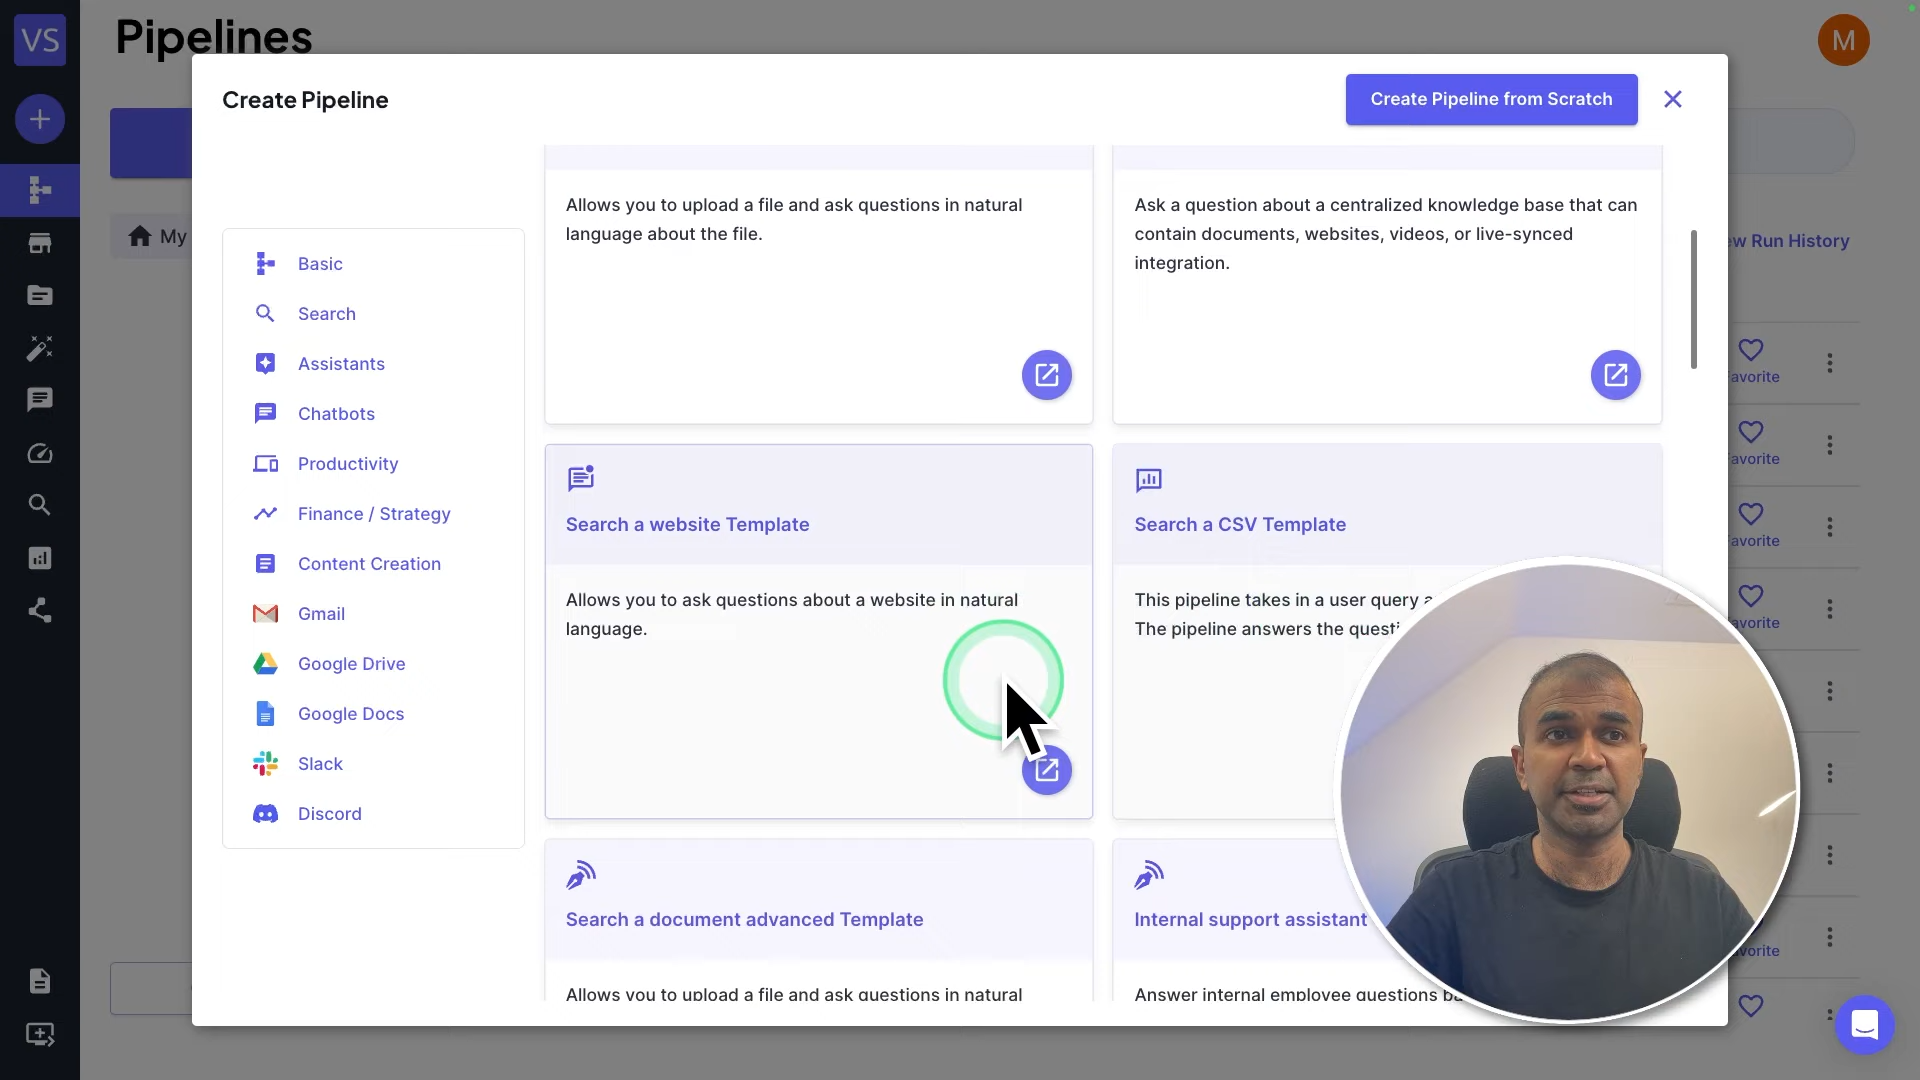 VS
Pipelines
M
Create Pipeline
Create Pipeline from Scratch
My
ew Run History
Basic
Search
Assistants
Chatbots
Productivity
Finance / Strategy
Content Creation
Gmail
Google Drive
Google Docs
Slack
Discord
Allows you to upload a file and ask questions in natural
language about the file.
Ask a question about a centralized knowledge base that can
contain documents, websites, videos, or live-synced
integration.
Search a website Template
Allows you to ask questions about a website in natural
language.
Search a CSV Template
This pipeline takes in a user query a
The pipeline answers the questi
Search a document advanced Template
Allows you to upload a file and ask questions in natural
Internal support assistant
Answer internal employee questions ba
avorite
avorite
avorite
avorite
avorite